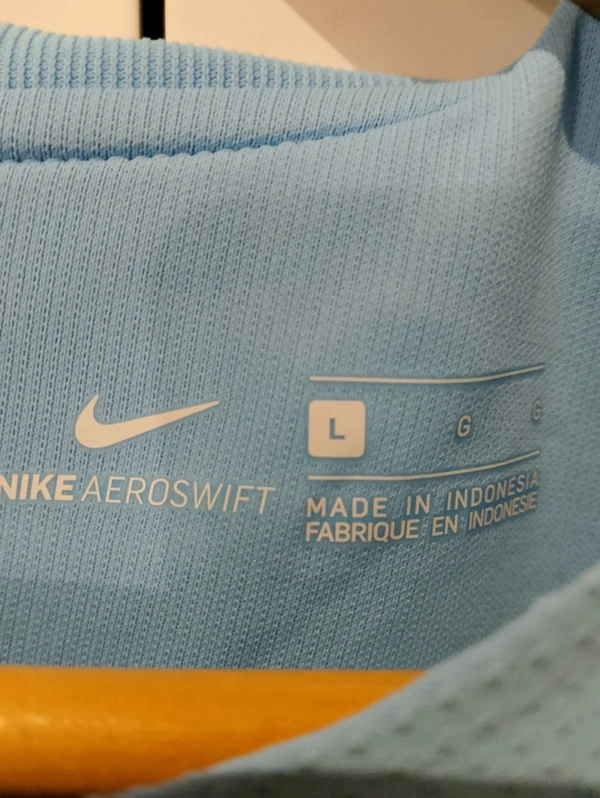 L G G
NIKE AEROSWIFT
MADE IN INDONESIA
FABRIQUE EN INDONESIE